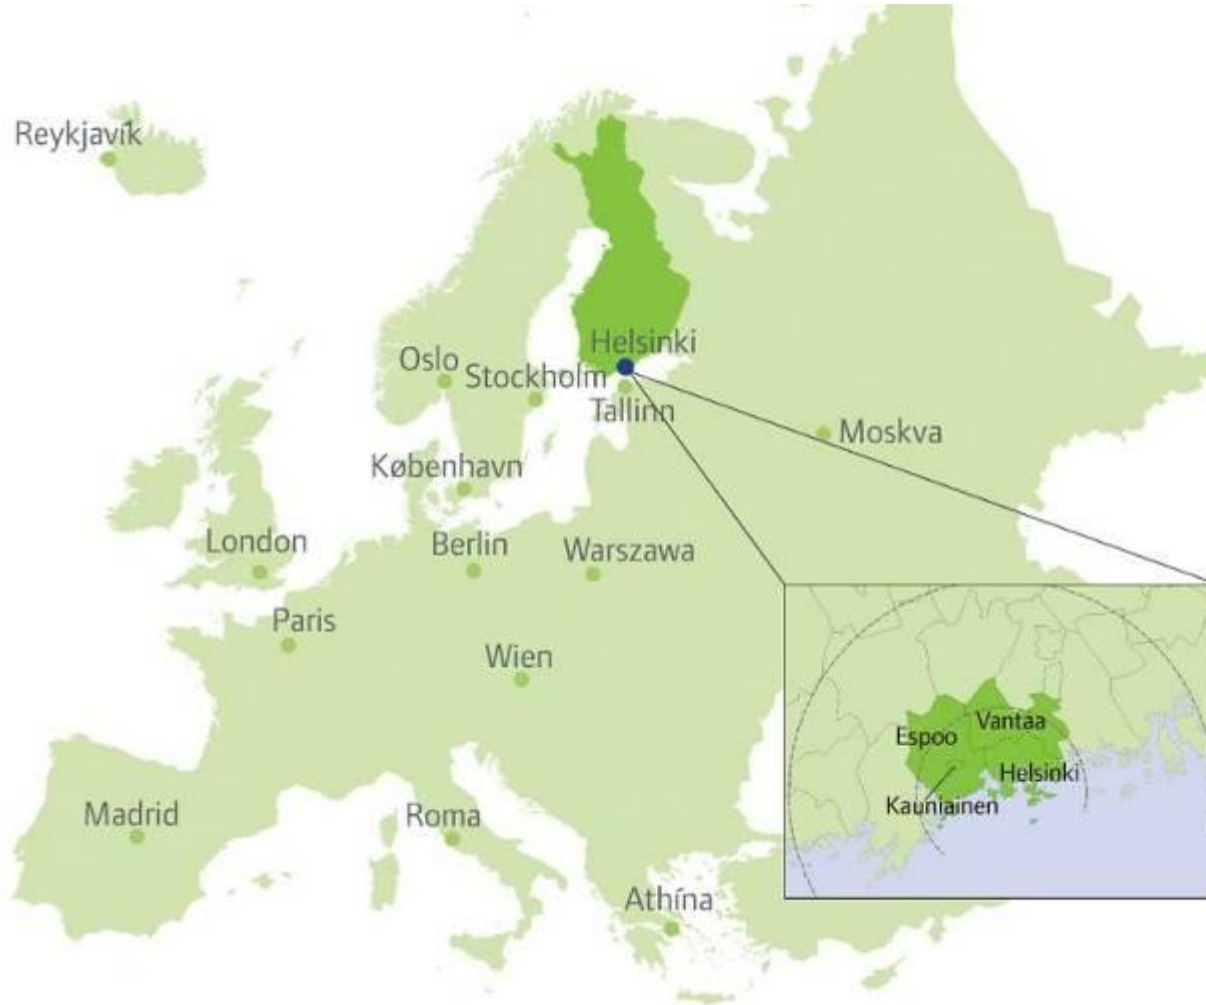 Reykjavík
Helsinki
Oslo
Stockholm
Tallinn
Moskva
København
London
Berlin
Warszawa
Paris
Wien
Vantaa
Espoo
Helsinki
Kauniainen
Madrid
Roma
Athína